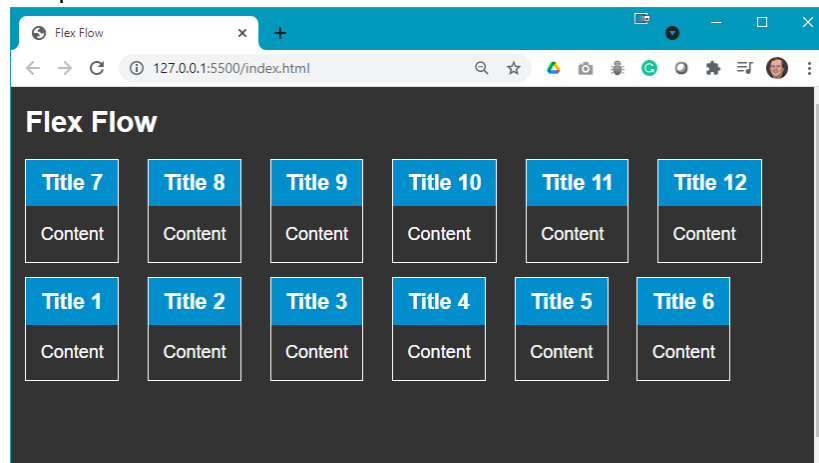 Flex Flow
127.0.0.1:5500/index.html
Flex Flow
Title 7 Title 8 Title 9 Title 10 Title 11 Title 12
Content Content Content Content Content Content
Title 1 Title 2 Title 3 Title 4 Title 5 Title 6
Content Content Content Content Content Content